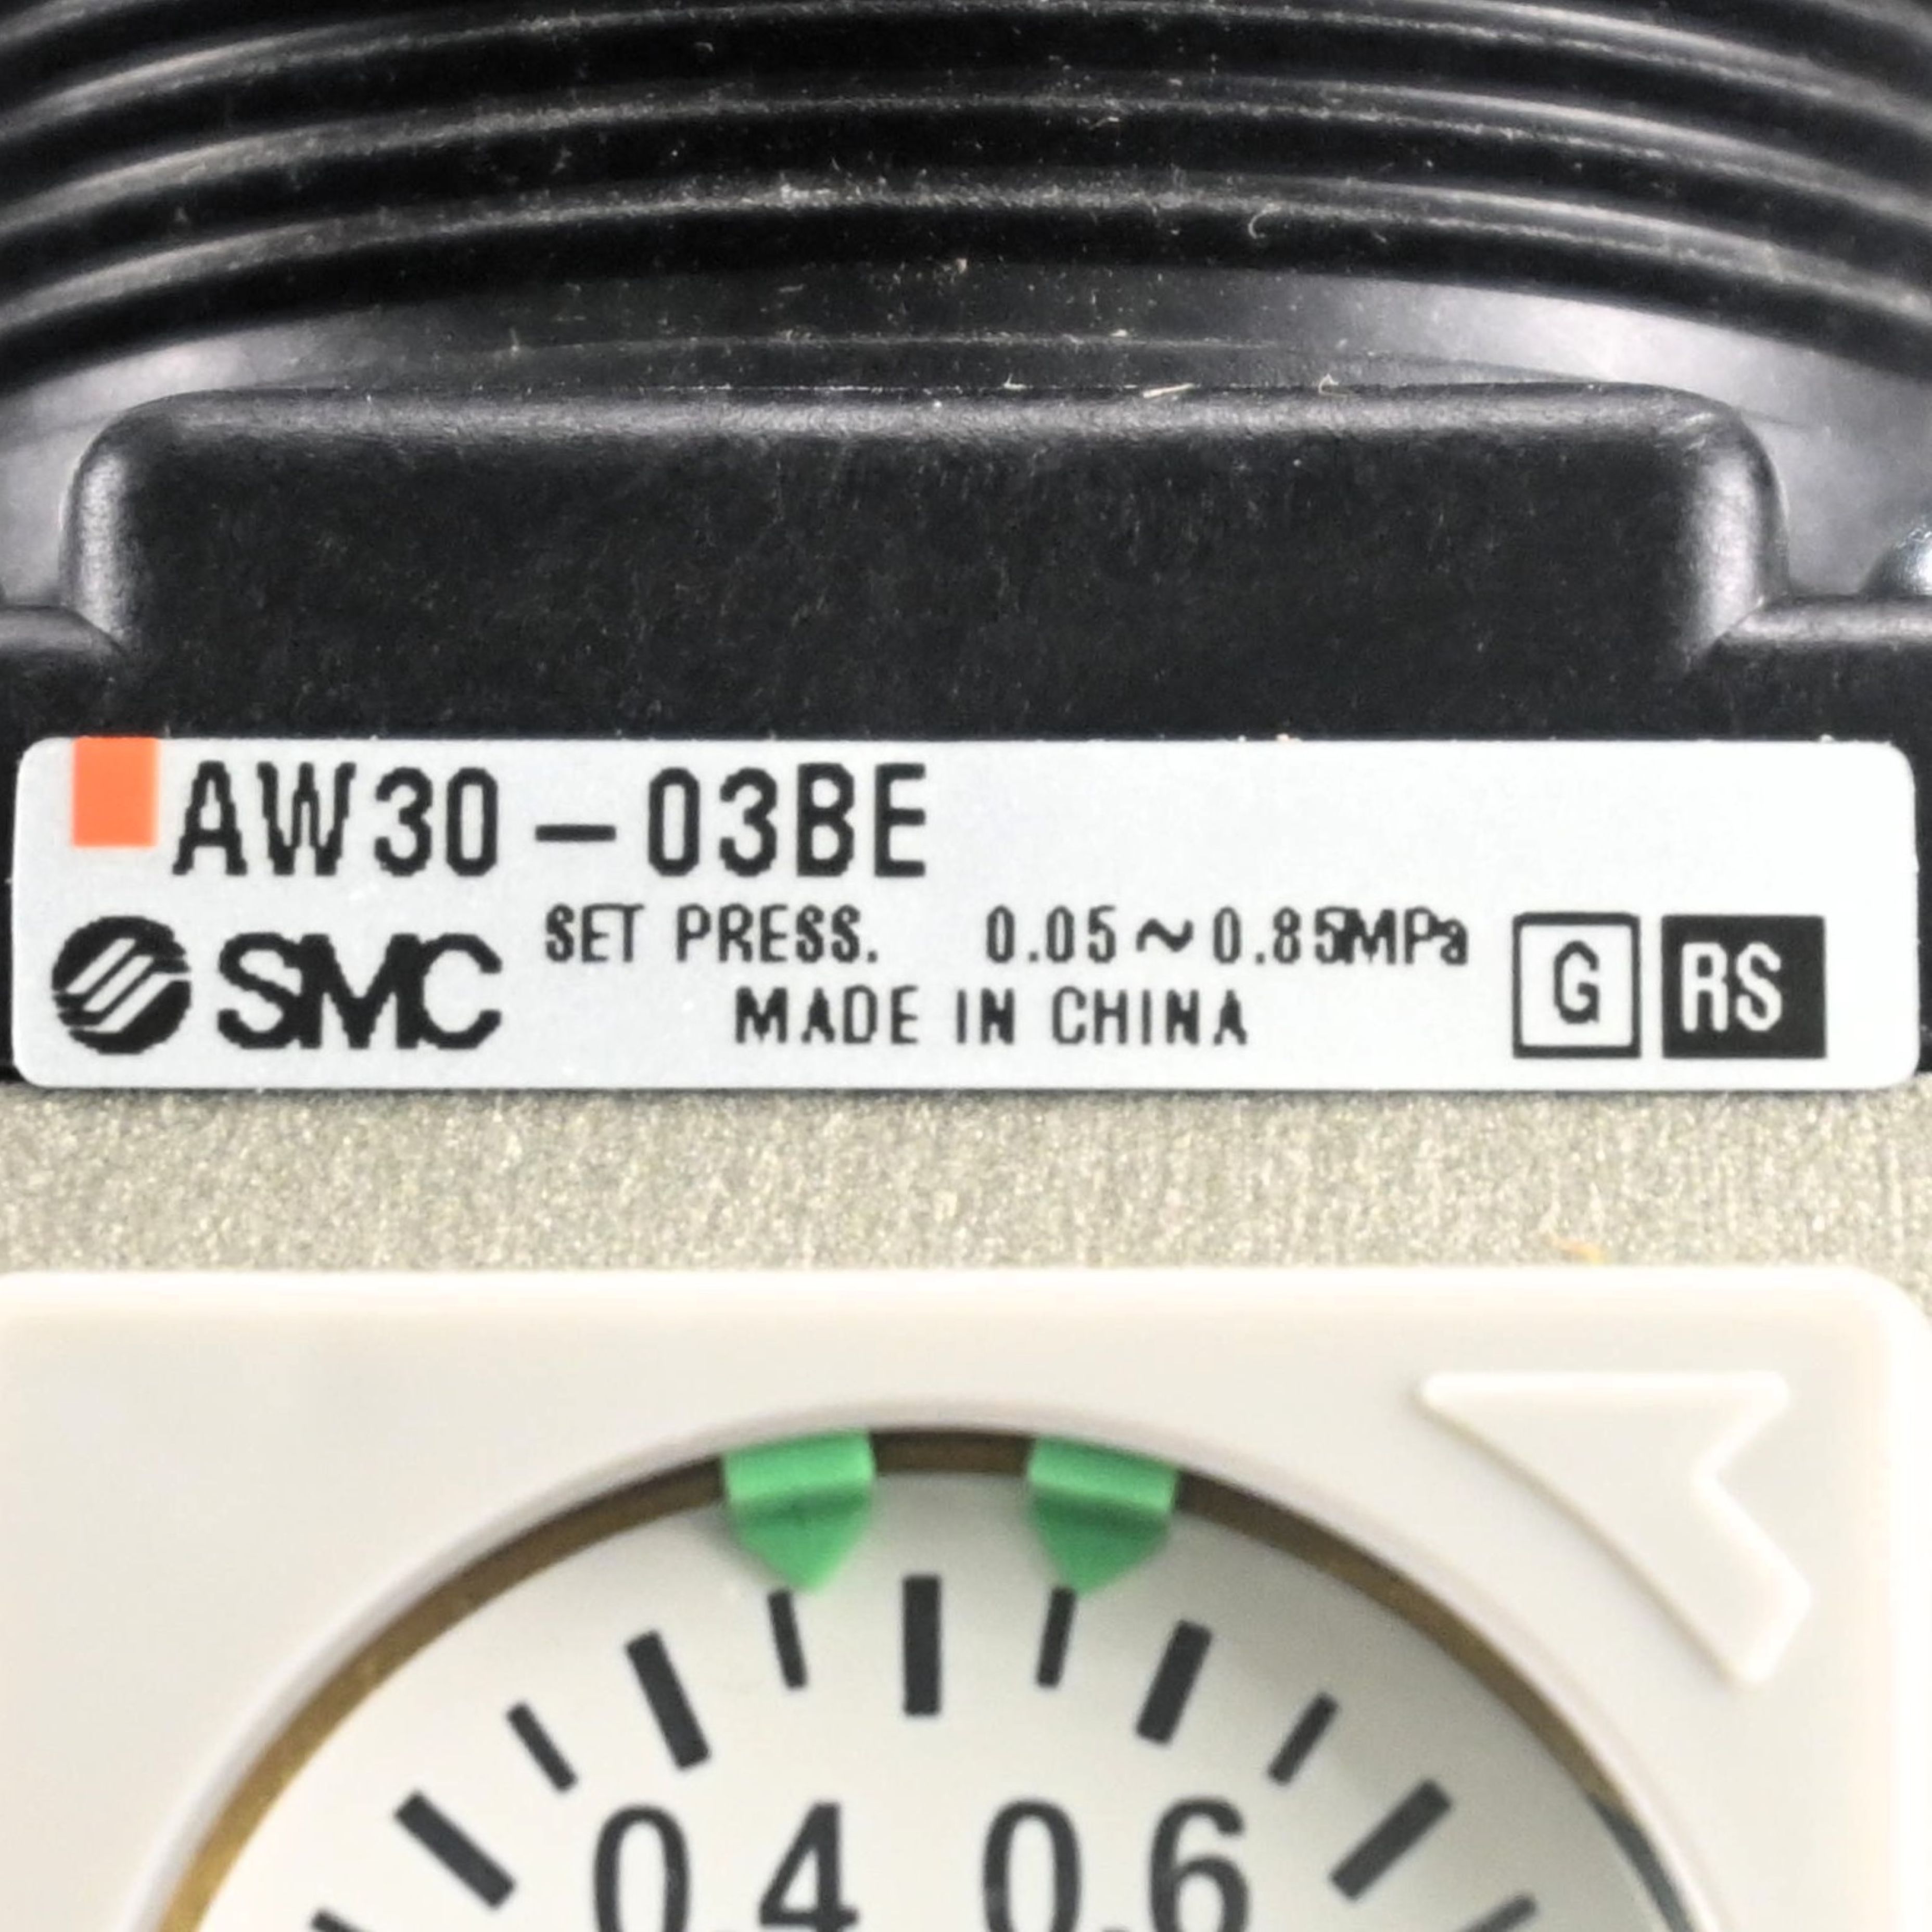 AW30-03BE
SMC
SET PRESS. 0.05~0.85MPa
MADE IN CHINA
G RS
0.4 0.6